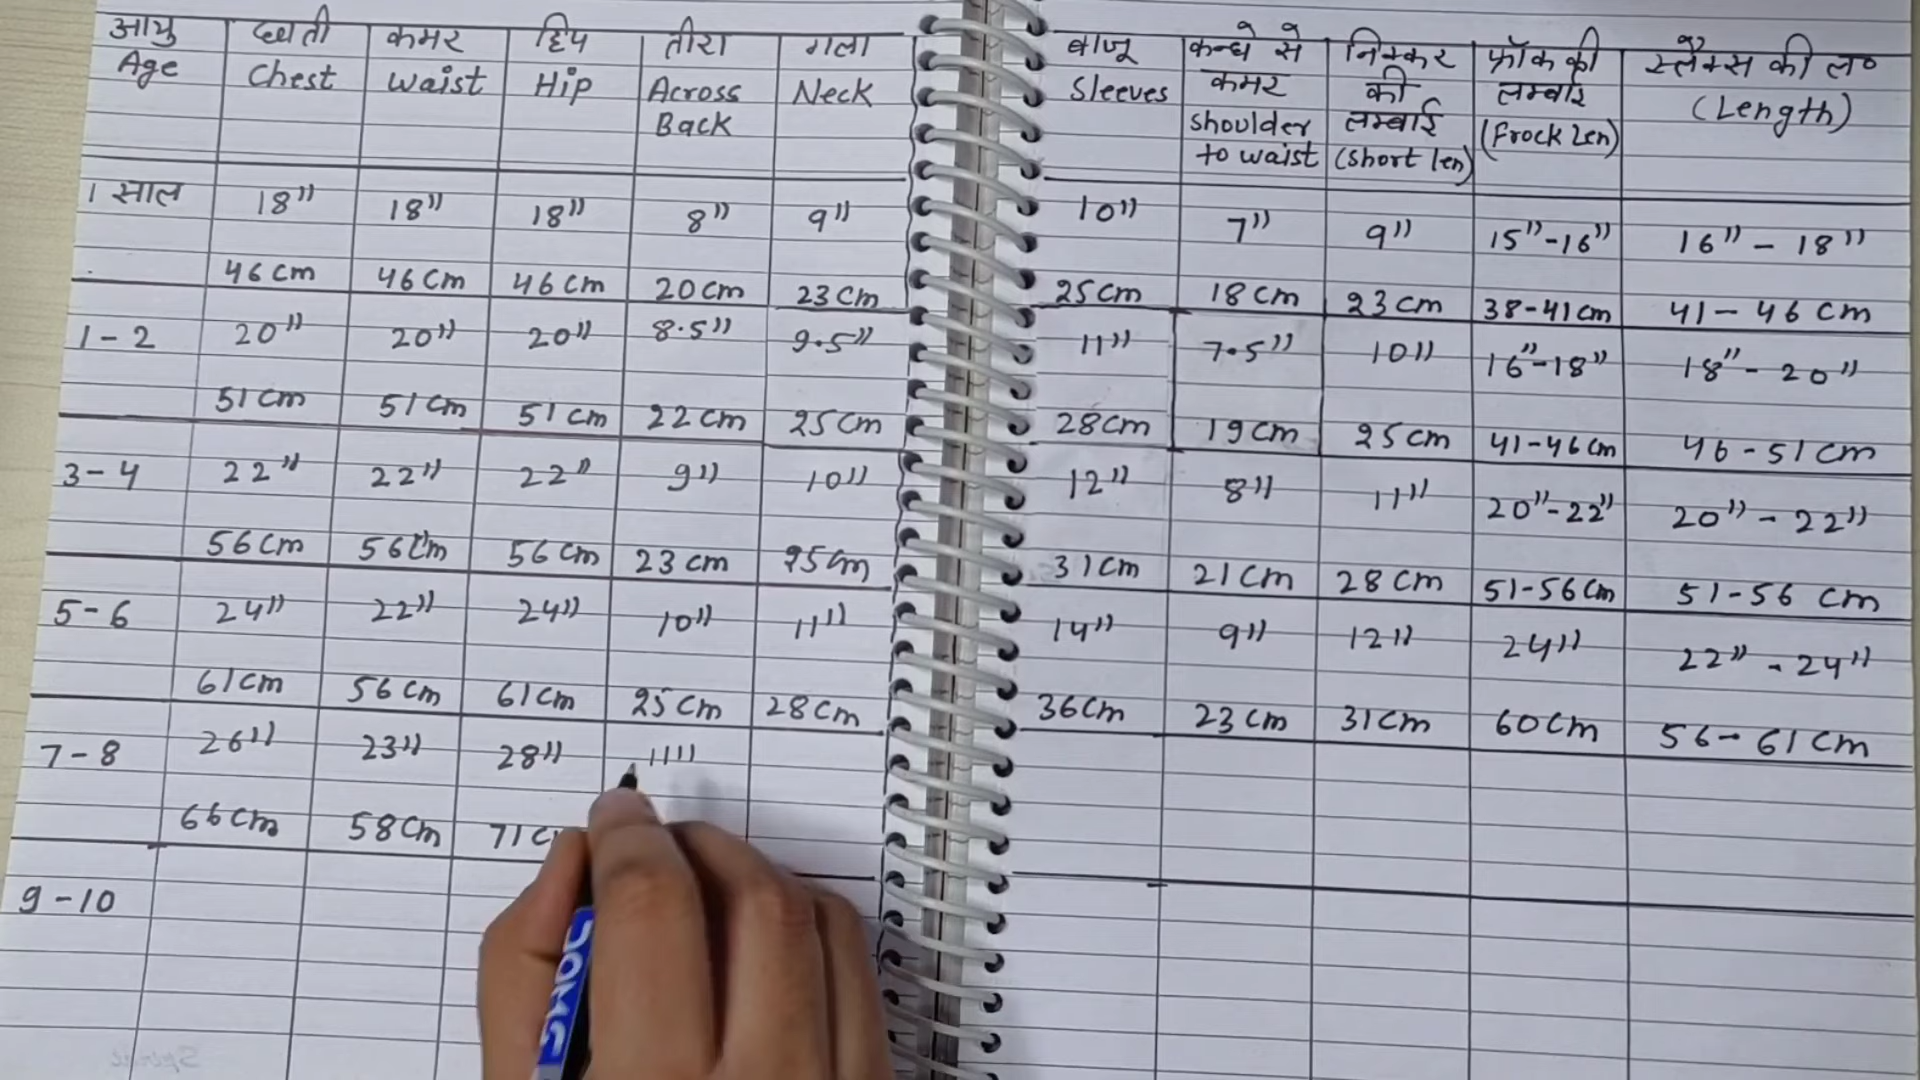 आयु छाती कमर हिप तीरा गला
Age Chest Waist Hip Across Back Neck
1 साल 18" 18" 18" 8" 9"
46 cm 46 cm 46 cm 20 cm 23 cm
1-2 20" 20" 20" 8.5" 9.5"
51 cm 51 cm 51 cm 22 cm 25 cm
3-4 22" 22" 22" 9" 10"
56 cm 56 cm 56 cm 23 cm 25 cm
5-6 24" 22" 24" 10" 11"
61 cm 56 cm 61 cm 25 cm 28 cm
7-8 26" 23" 28" 11"
66 cm 58 cm 71 c
9-10
बाजू कन्धे से कमर निक्कर की लम्बाई फ्रॉक की लम्बाई स्लैक्स की ल०
Sleeves shoulder to waist (short len) (Frock Len) (Length)
10" 7" 9" 15"-16" 16" - 18"
25 cm 18 cm 23 cm 38-41 cm 41 - 46 cm
11" 7.5" 10" 16"-18" 18" - 20"
28 cm 19 cm 25 cm 41-46 cm 46 - 51 cm
12" 8" 11" 20"-22" 20" - 22"
31 cm 21 cm 28 cm 51-56 cm 51-56 cm
14" 9" 12" 24" 22" - 24"
36 cm 23 cm 31 cm 60 cm 56 - 61 cm
DOMS